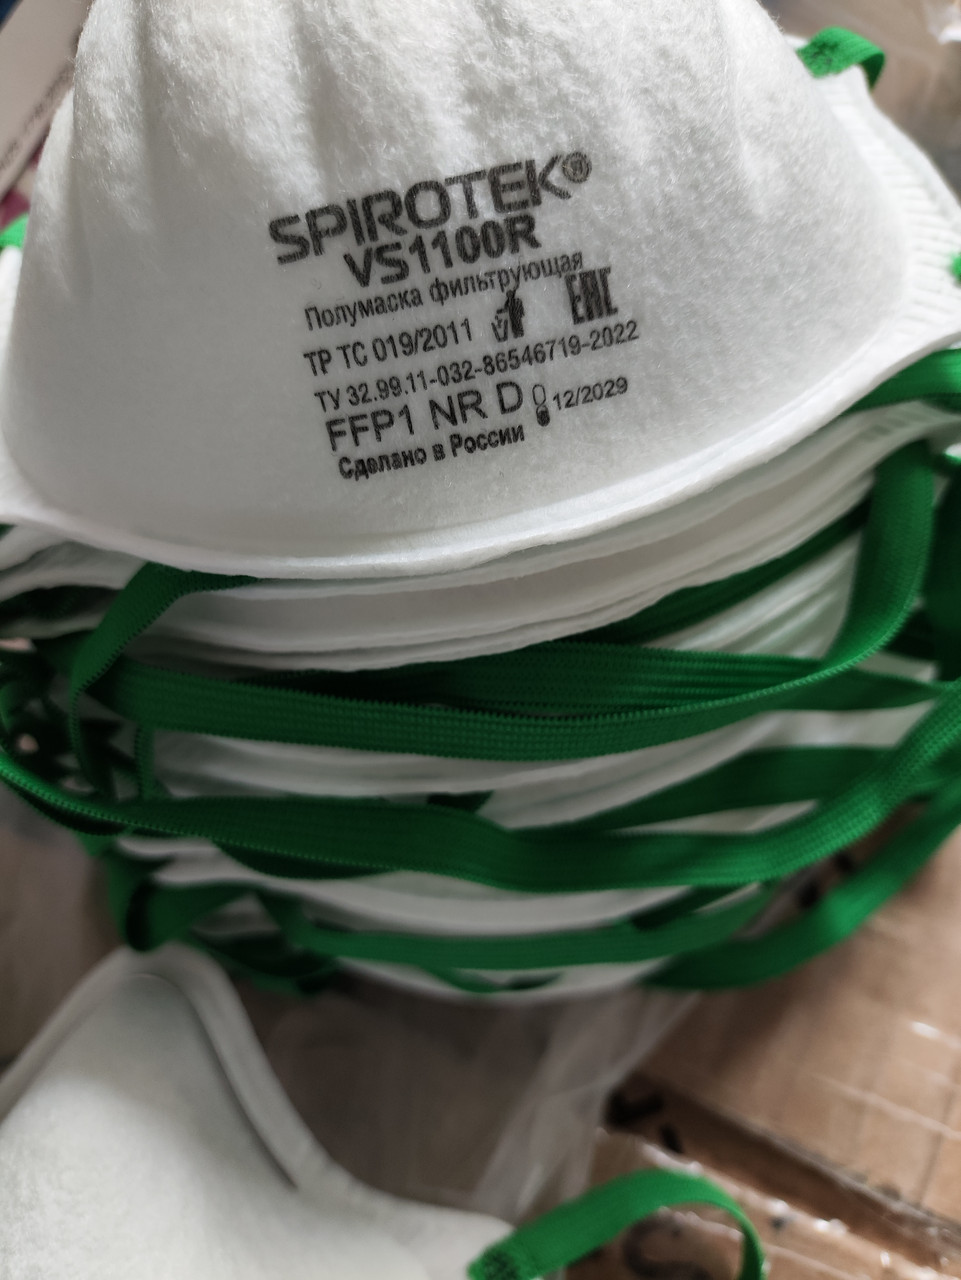 SPIROTEK®
VS1100R
Полумаска фильтрующая
ТР ТС 019/2011 EAC
ТУ 32.99.11-032-86546719-2022
FFP1 NR D 12/2029
Сделано в России